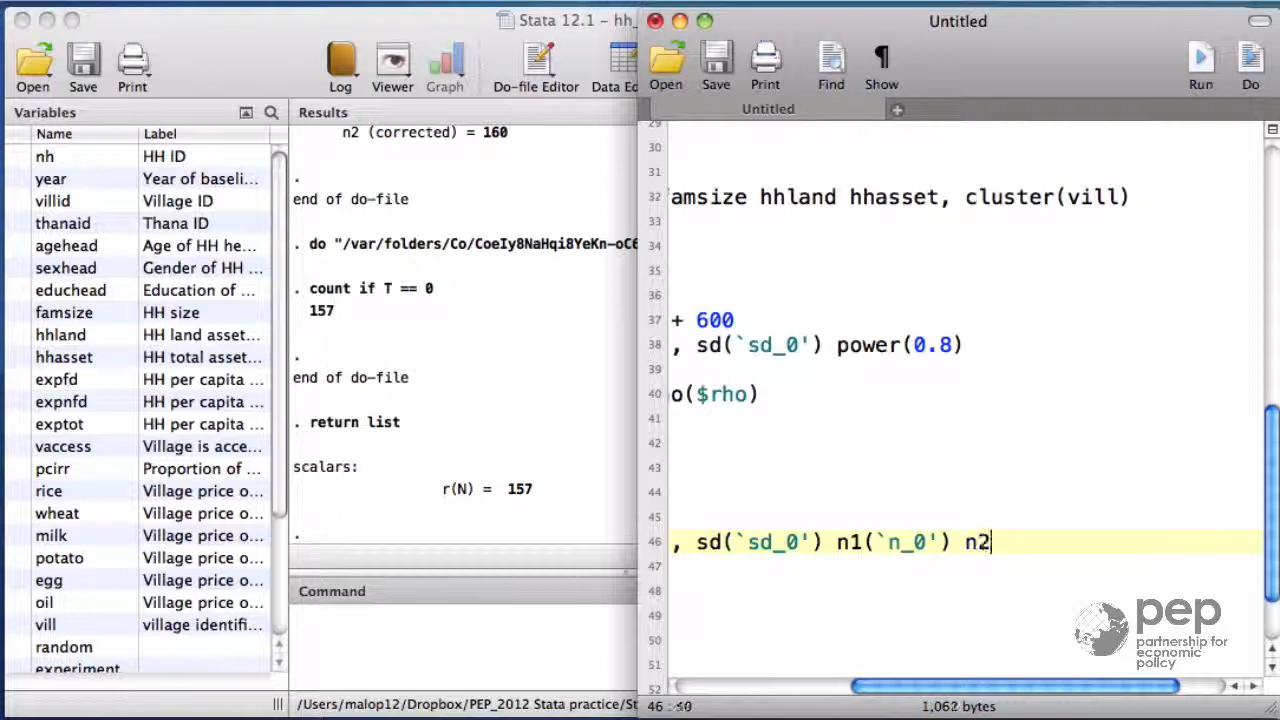 Stata 12.1 – hh_
Open
Save
Print
Log
Viewer
Graph
Do-file Editor
Data Ed
Variables
Name Label
nh HH ID
year Year of baseli...
villid Village ID
thanaid Thana ID
agehead Age of HH he...
sexhead Gender of HH ...
educhead Education of ...
famsize HH size
hhland HH land asset...
hhasset HH total asset...
expfd HH per capita ...
expnfd HH per capita ...
exptot HH per capita ...
vaccess Village is acce...
pcirr Proportion of ...
rice Village price o...
wheat Village price o...
milk Village price o...
potato Village price o...
egg Village price o...
oil Village price o...
vill village identifi...
random
experiment
Results
n2 (corrected) = 160
.
end of do-file
. do "/var/folders/Co/CoeIy8NaHqi8YeKn-oC6
. count if T == 0
157
.
end of do-file
. return list
scalars:
r(N) = 157
.
Command
/Users/malop12/Dropbox/PEP_2012 Stata practice/St
Untitled
Open
Save
Print
Find
¶
Show
Run
Do
Untitled
29
30
31
32 amsize hhland hhasset, cluster(vill)
33
34
35
36
37 + 600
38 , sd(`sd_0') power(0.8)
39
40 o($rho)
41
42
43
44
45
46 , sd(`sd_0') n1(`n_0') n2
47
48
49
50
51
52
pep
partnership for
economic
policy
1,062 bytes